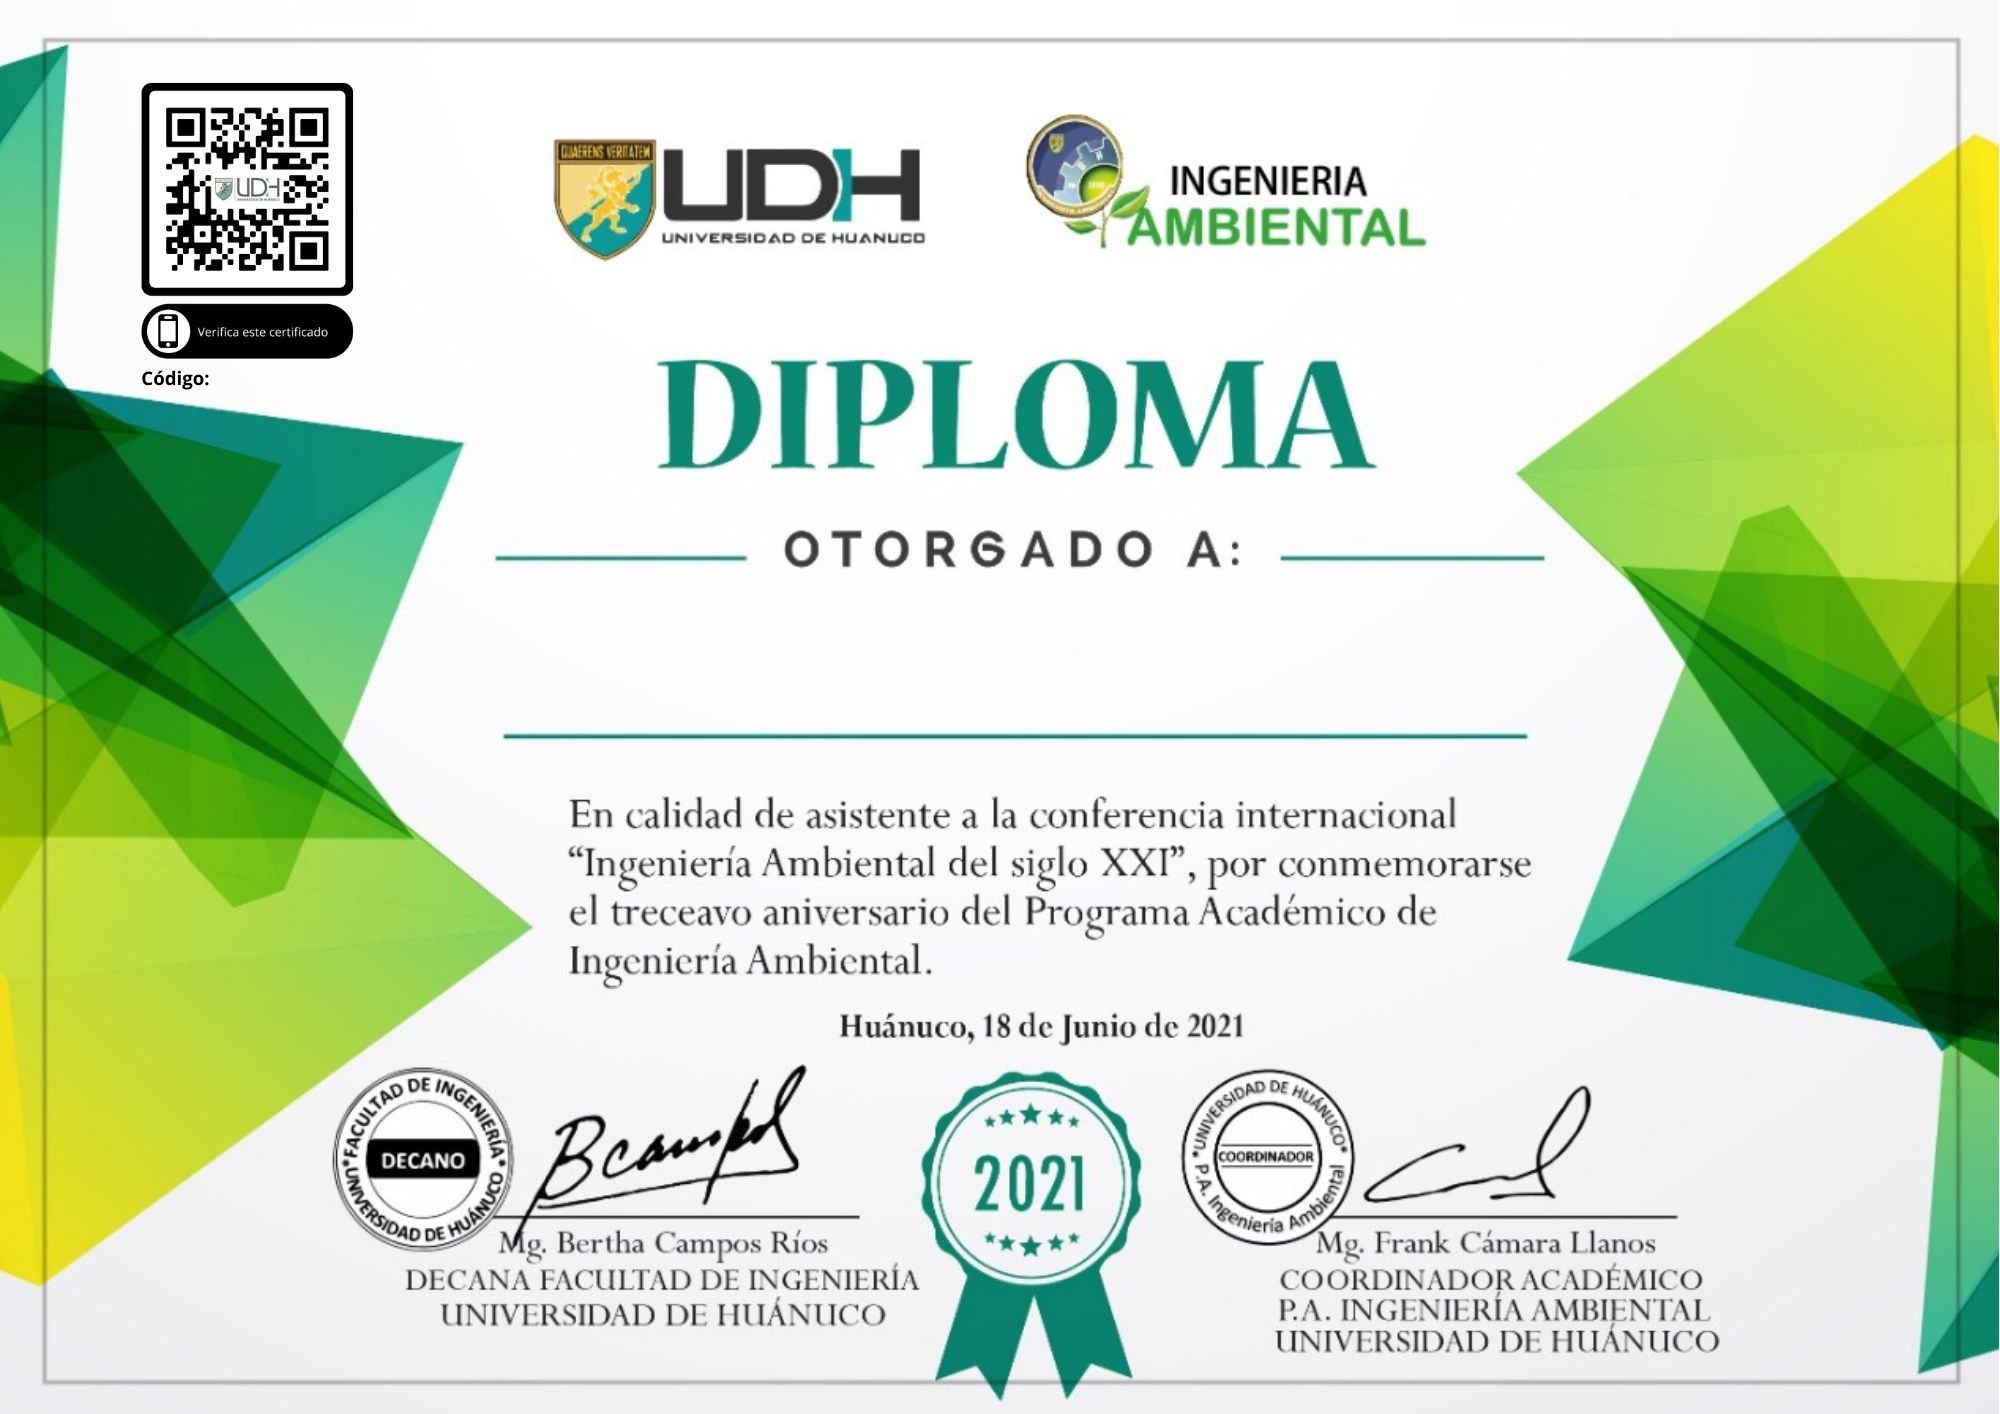 Verifica este certificado
Código:
QUAERENS VERITATEM
UDH
UNIVERSIDAD DE HUANUCO
INGENIERIA
AMBIENTAL
DIPLOMA
OTORGADO A:
En calidad de asistente a la conferencia internacional
“Ingeniería Ambiental del siglo XXI”, por conmemorarse
el treceavo aniversario del Programa Académico de
Ingeniería Ambiental.
Huánuco, 18 de Junio de 2021
*FACULTAD DE INGENIERÍA*
DECANO
UNIVERSIDAD DE HUÁNUCO
Bcampos
Mg. Bertha Campos Ríos
DECANA FACULTAD DE INGENIERÍA
UNIVERSIDAD DE HUÁNUCO
2021
*UNIVERSIDAD DE HUÁNUCO*
COORDINADOR
P.A. Ingeniería Ambiental
Mg. Frank Cámara Llanos
COORDINADOR ACADÉMICO
P.A. INGENIERÍA AMBIENTAL
UNIVERSIDAD DE HUÁNUCO